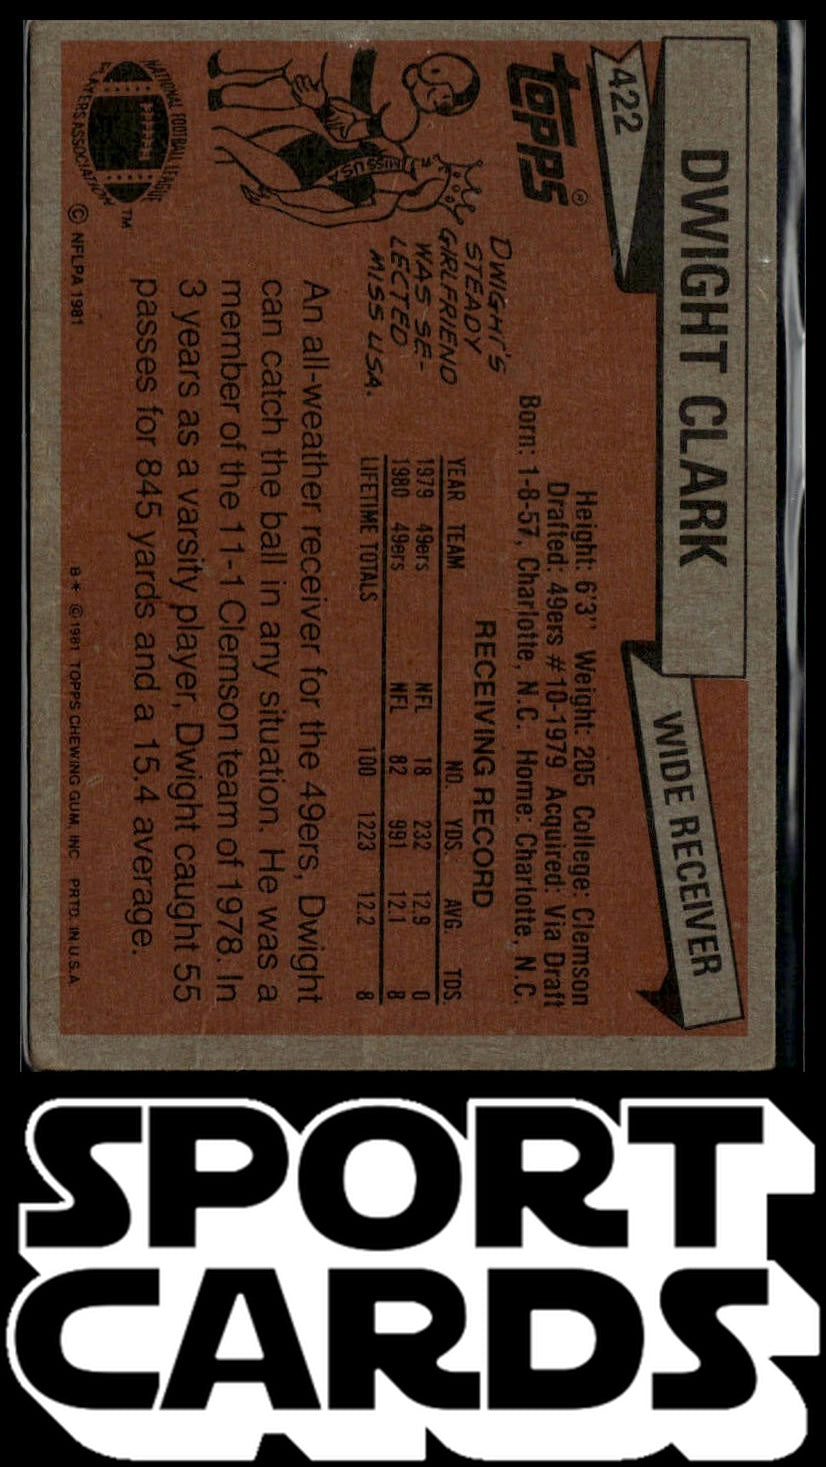 422
DWIGHT CLARK
WIDE RECEIVER
TOPPS®
Height: 6'3" Weight: 205 College: Clemson
Drafted: 49ers #10-1979 Acquired: Via Draft
Born: 1-8-57, Charlotte, N.C. Home: Charlotte, N.C.
RECEIVING RECORD
YEAR TEAM NO. YDS. AVG. TDS.
1979 49ers NFL 18 232 12.9 0
1980 49ers NFL 82 991 12.1 8
LIFETIME TOTALS 100 1223 12.2 8
DWIGHT'S
STEADY
GIRLFRIEND
WAS SE-
LECTED
MISS USA.
MISS USA
An all-weather receiver for the 49ers, Dwight
can catch the ball in any situation. He was a
member of the 11-1 Clemson team of 1978. In
3 years as a varsity player, Dwight caught 55
passes for 845 yards and a 15.4 average.
NATIONAL FOOTBALL LEAGUE
PLAYERS ASSOCIATION
TM
© NFLPA 1981
B* © 1981 TOPPS CHEWING GUM, INC PRTD. IN U.S.A.
SPORT
CARDS